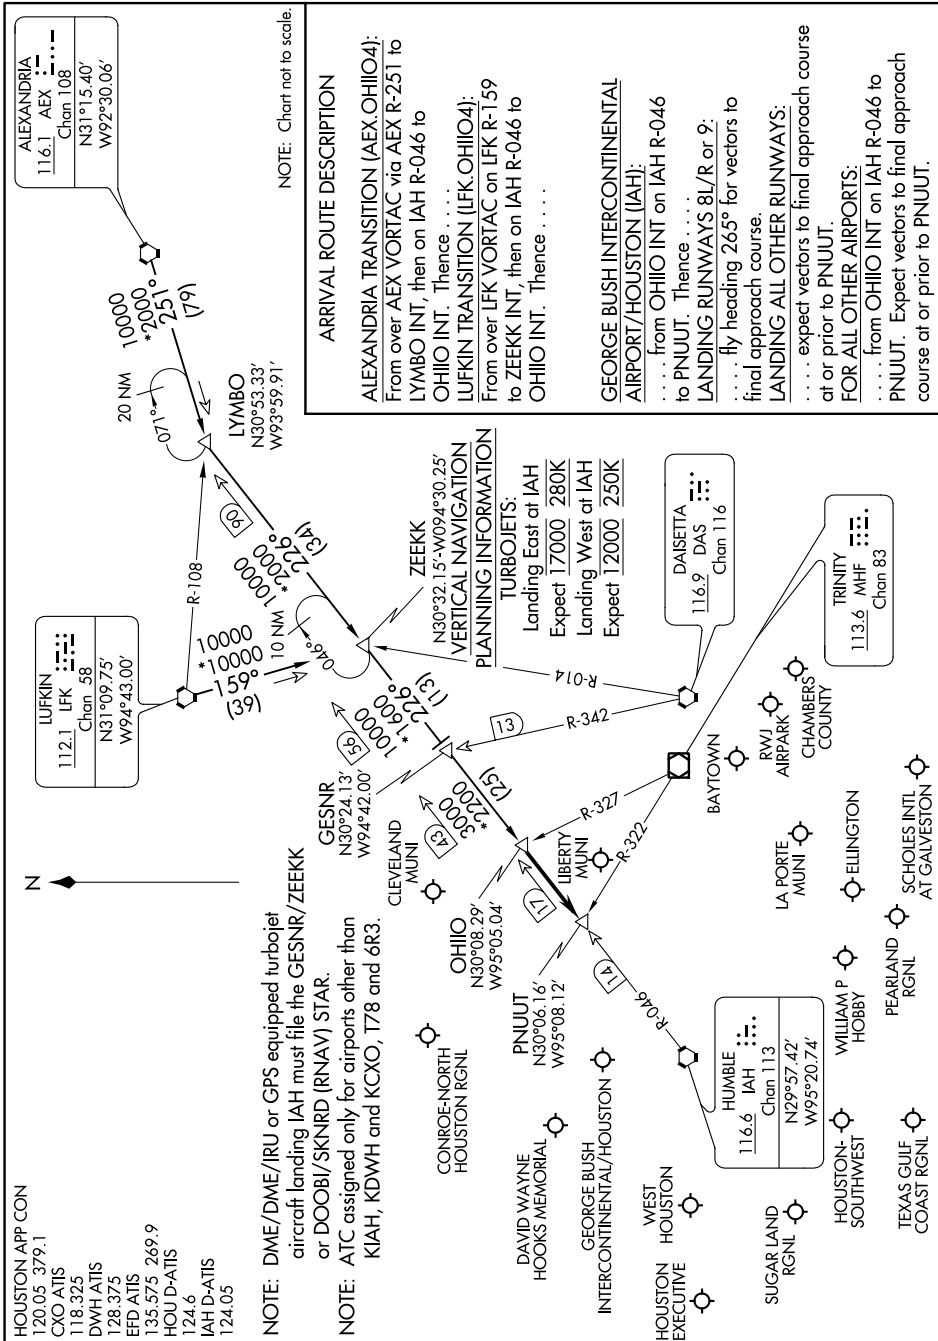 HOUSTON APP CON
120.05 379.1
CXO ATIS
118.325
DWH ATIS
128.375
EFD ATIS
135.575 269.9
HOU D-ATIS
124.6
IAH D-ATIS
124.05
NOTE: DME/DME/IRU or GPS equipped turbojet
aircraft landing IAH must file the GESNR/ZEEKK
or DOOBI/SKNRD (RNAV) STAR.
NOTE: ATC assigned only for airports other than
KIAH, KDWH and KCXO, T78 and 6R3.
N
LUFKIN
112.1 LFK
Chan 58
N31°09.75'
W94°43.00'
ALEXANDRIA
116.1 AEX
Chan 108
N31°15.40'
W92°30.06'
NOTE: Chart not to scale.
10000
*2000
251°
(79)
20 NM
071°
LYMBO
N30°53.33'
W93°59.91'
R-108
90
10000
*2000
226°
(34)
10000
*10000
159°
(39)
10 NM
046°
ZEEKK
N30°32.15'-W094°30.25'
VERTICAL NAVIGATION
PLANNING INFORMATION
TURBOJETS:
Landing East at IAH
Expect 17000 280K
Landing West at IAH
Expect 12000 250K
56
10000
*1600
226°
(13)
R-014
GESNR
N30°24.13'
W94°42.00'
13
R-342
43
3000
*2200
(25)
DAISETTA
116.9 DAS
Chan 116
TRINITY
113.6 MHF
Chan 83
CLEVELAND
MUNI
OHIIO
N30°08.29'
W95°05.04'
17
LIBERTY
MUNI
R-327
R-322
PNUUT
N30°06.16'
W95°08.12'
14
R-046
HUMBLE
116.6 IAH
Chan 113
N29°57.42'
W95°20.74'
CONROE-NORTH
HOUSTON RGNL
DAVID WAYNE
HOOKS MEMORIAL
GEORGE BUSH
INTERCONTINENTAL/HOUSTON
WEST
HOUSTON
HOUSTON
EXECUTIVE
SUGAR LAND
RGNL
HOUSTON-
SOUTHWEST
TEXAS GULF
COAST RGNL
WILLIAM P
HOBBY
PEARLAND
RGNL
ELLINGTON
LA PORTE
MUNI
SCHOLES INTL
AT GALVESTON
BAYTOWN
RWJ
AIRPARK
CHAMBERS
COUNTY
ARRIVAL ROUTE DESCRIPTION
ALEXANDRIA TRANSITION (AEX.OHIIO4):
From over AEX VORTAC via AEX R-251 to
LYMBO INT, then on IAH R-046 to
OHIIO INT. Thence . . . .
LUFKIN TRANSITION (LFK.OHIIO4):
From over LFK VORTAC on LFK R-159
to ZEEKK INT, then on IAH R-046 to
OHIIO INT. Thence . . . .
GEORGE BUSH INTERCONTINENTAL
AIRPORT/HOUSTON (IAH):
. . . . from OHIIO INT on IAH R-046
to PNUUT. Thence . . . .
LANDING RUNWAYS 8L/R or 9:
. . . . fly heading 265° for vectors to
final approach course.
LANDING ALL OTHER RUNWAYS:
. . . . expect vectors to final approach course
at or prior to PNUUT.
FOR ALL OTHER AIRPORTS:
. . . . from OHIIO INT on IAH R-046 to
PNUUT. Expect vectors to final approach
course at or prior to PNUUT.